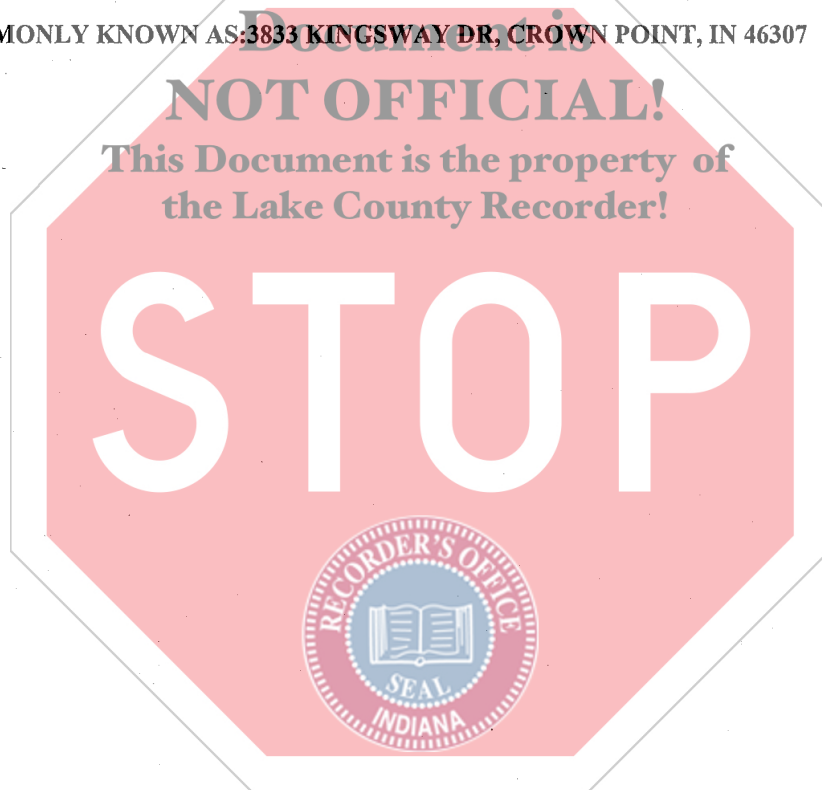 MONLY KNOWN AS:3833 KINGSWAY DR, CROWN POINT, IN 46307
Document is
NOT OFFICIAL!
This Document is the property of
the Lake County Recorder!
STOP
RECORDER'S OFFICE
SEAL
INDIANA